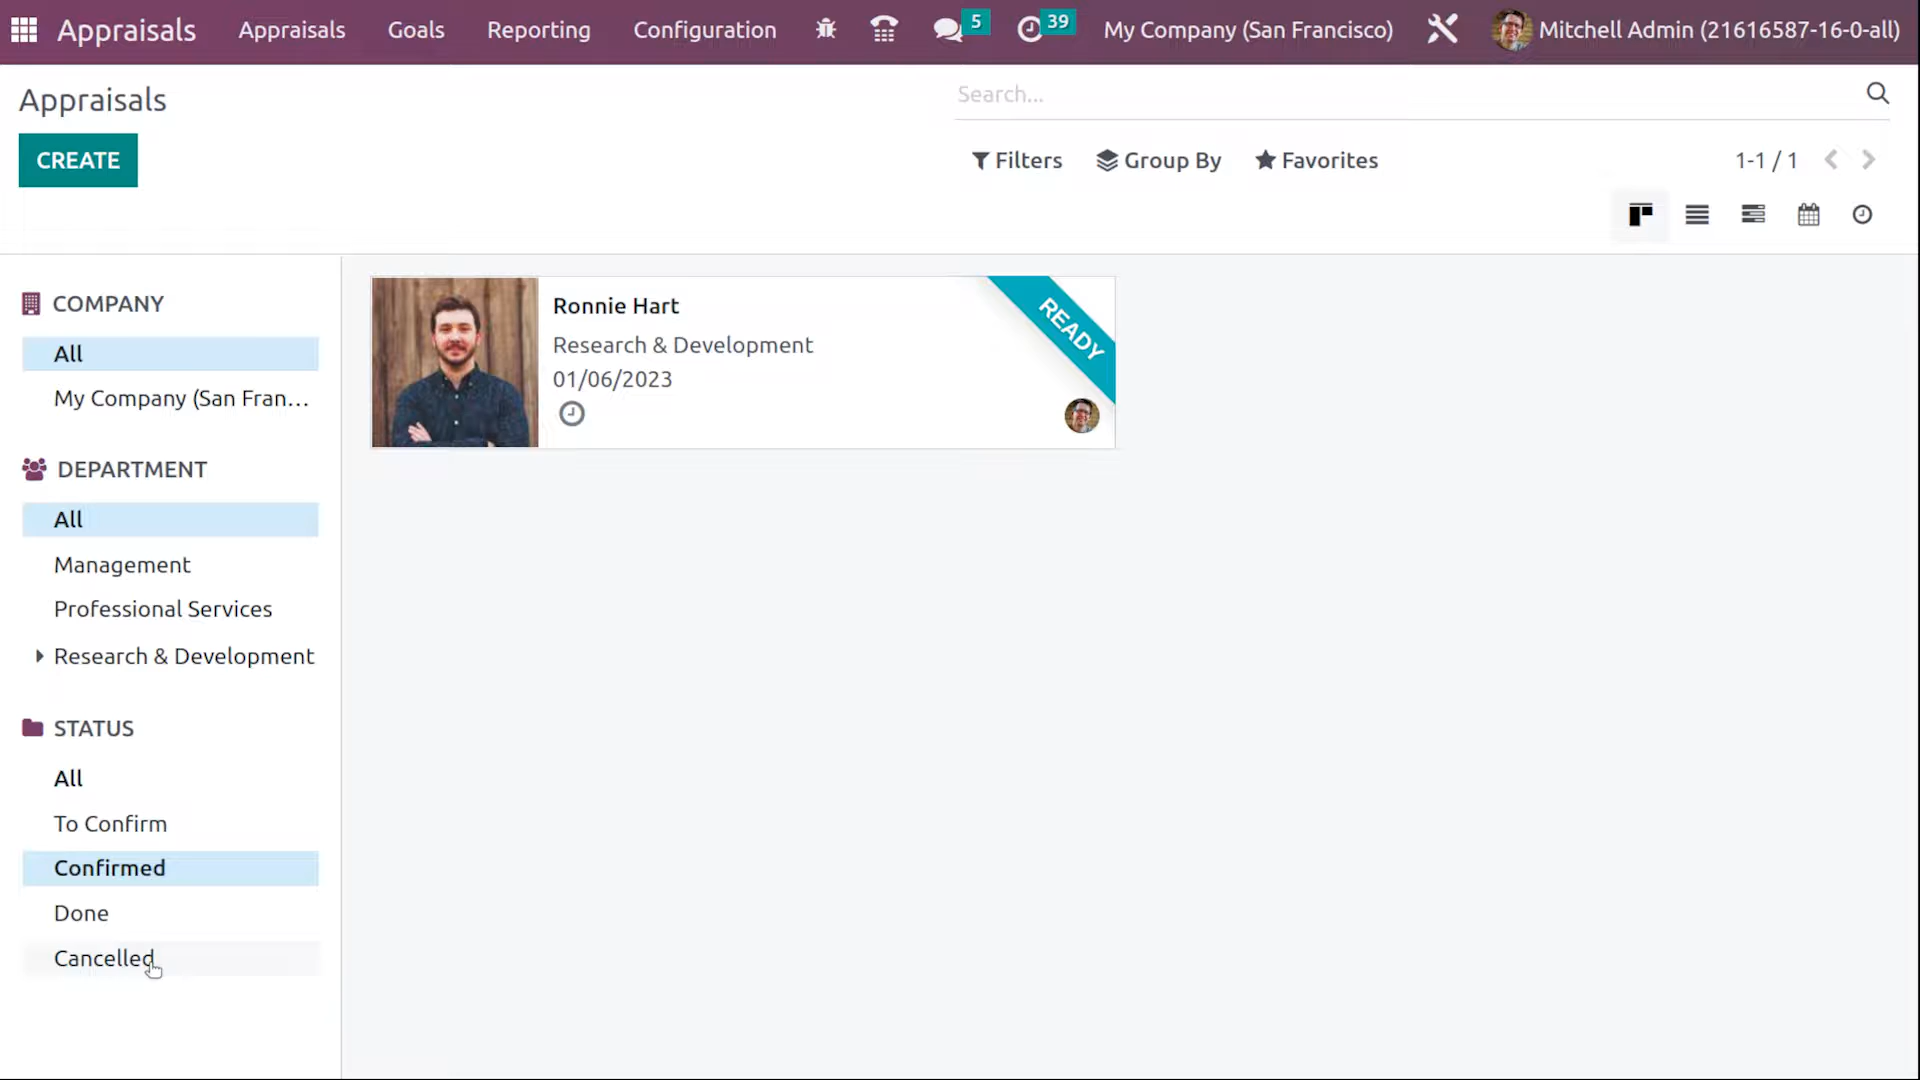 Appraisals Appraisals Goals Reporting Configuration 5 39 My Company (San Francisco) Mitchell Admin (21616587-16-0-all)
Appraisals
Search...
CREATE
Filters Group By Favorites 1-1 / 1
COMPANY
All
My Company (San Fran...
DEPARTMENT
All
Management
Professional Services
Research & Development
STATUS
All
To Confirm
Confirmed
Done
Cancelled
Ronnie Hart
Research & Development
01/06/2023
READY